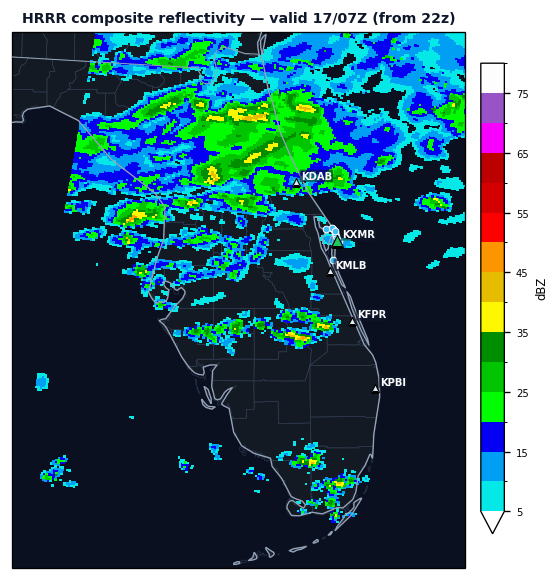 HRRR composite reflectivity — valid 17/07Z (from 22z)
KDAB
KXMR
KMLB
KFPR
KPBI
75
65
55
45
35
25
15
5
dBZ